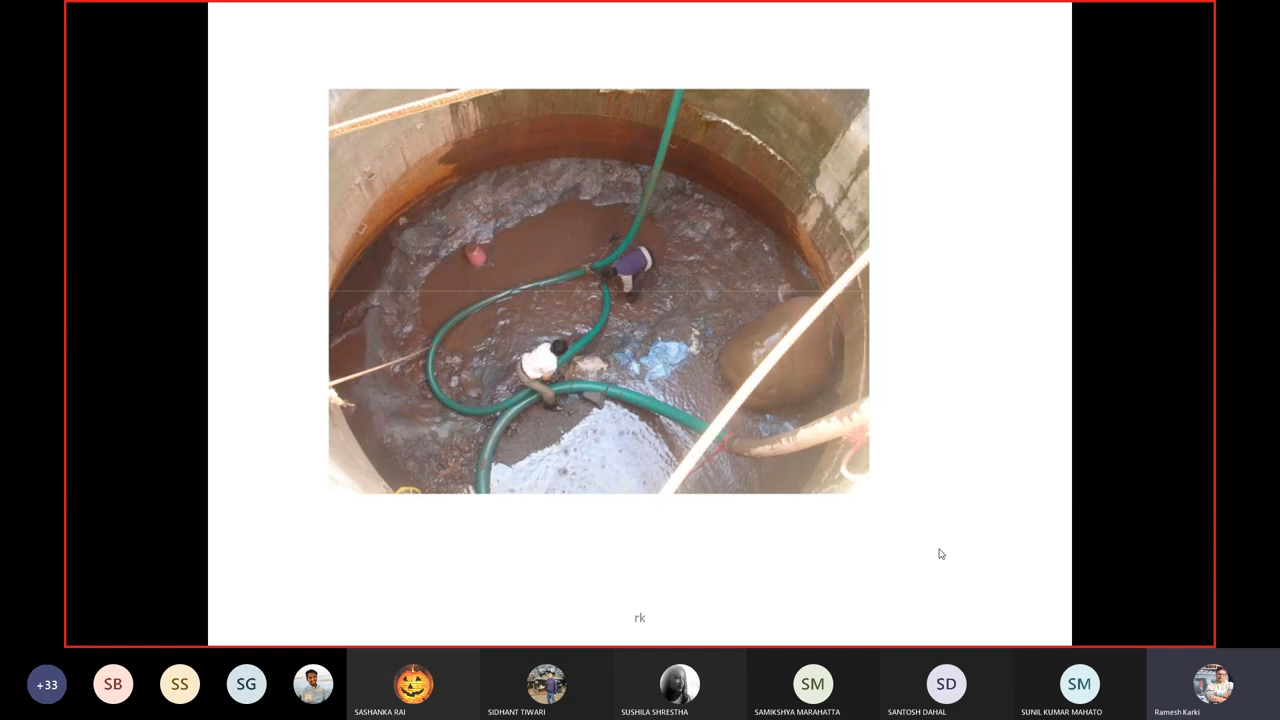 rk
+33
SB
SS
SG
SASHANKA RAI
SIDHANT TIWARI
SUSHILA SHRESTHA
SM
SAMIKSHYA MARAHATTA
SD
SANTOSH DAHAL
SM
SUNIL KUMAR MAHATO
Ramesh Karki